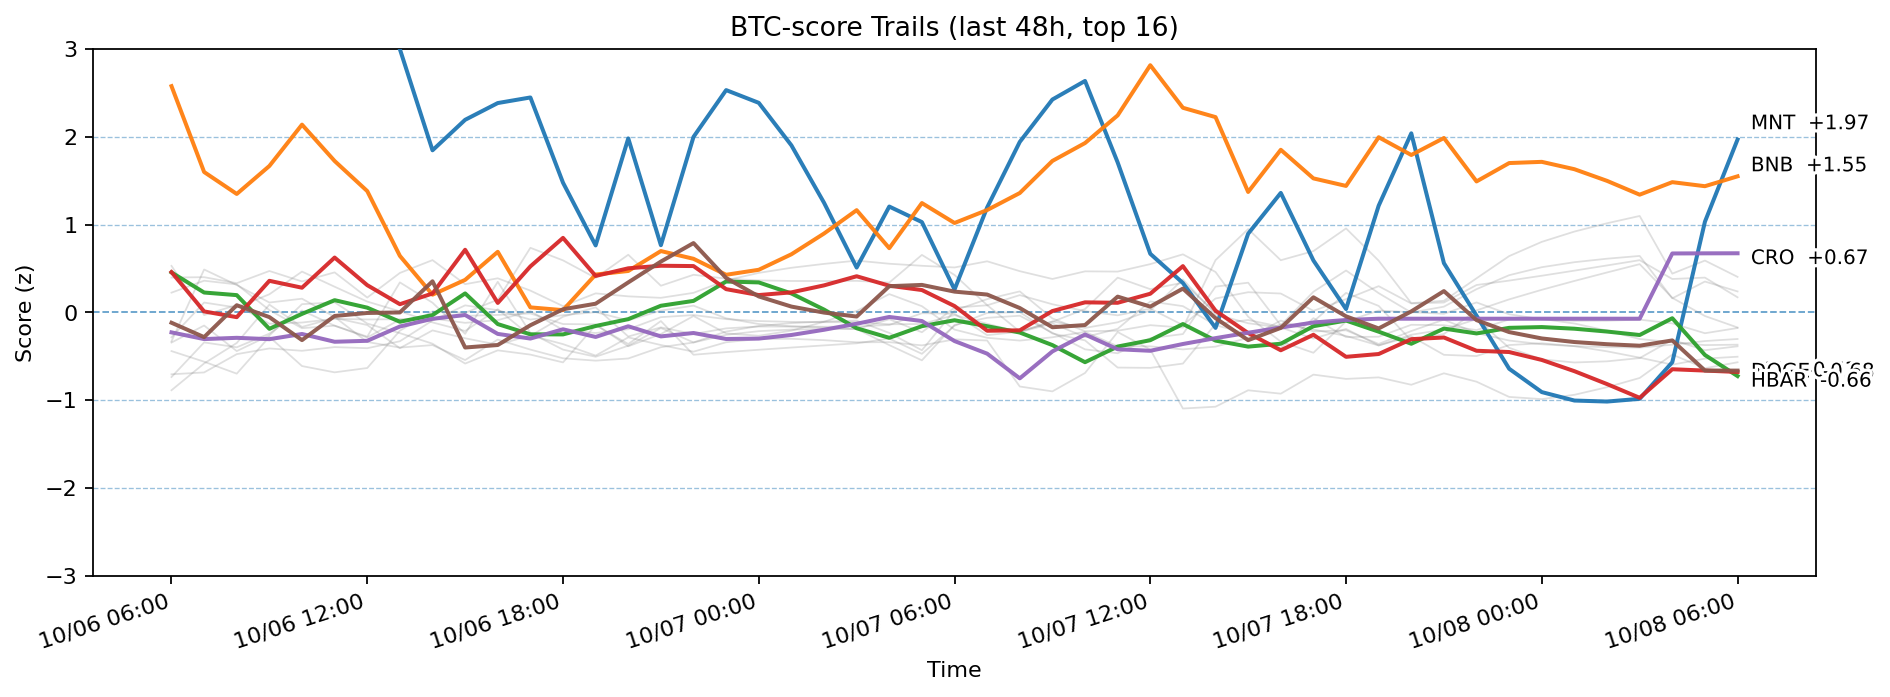 BTC-score Trails (last 48h, top 16)
Score (z)
3
2
1
0
−1
−2
−3
MNT +1.97
BNB +1.55
CRO +0.67
HBAR -0.66
10/06 06:00
10/06 12:00
10/06 18:00
10/07 00:00
10/07 06:00
10/07 12:00
10/07 18:00
10/08 00:00
10/08 06:00
Time